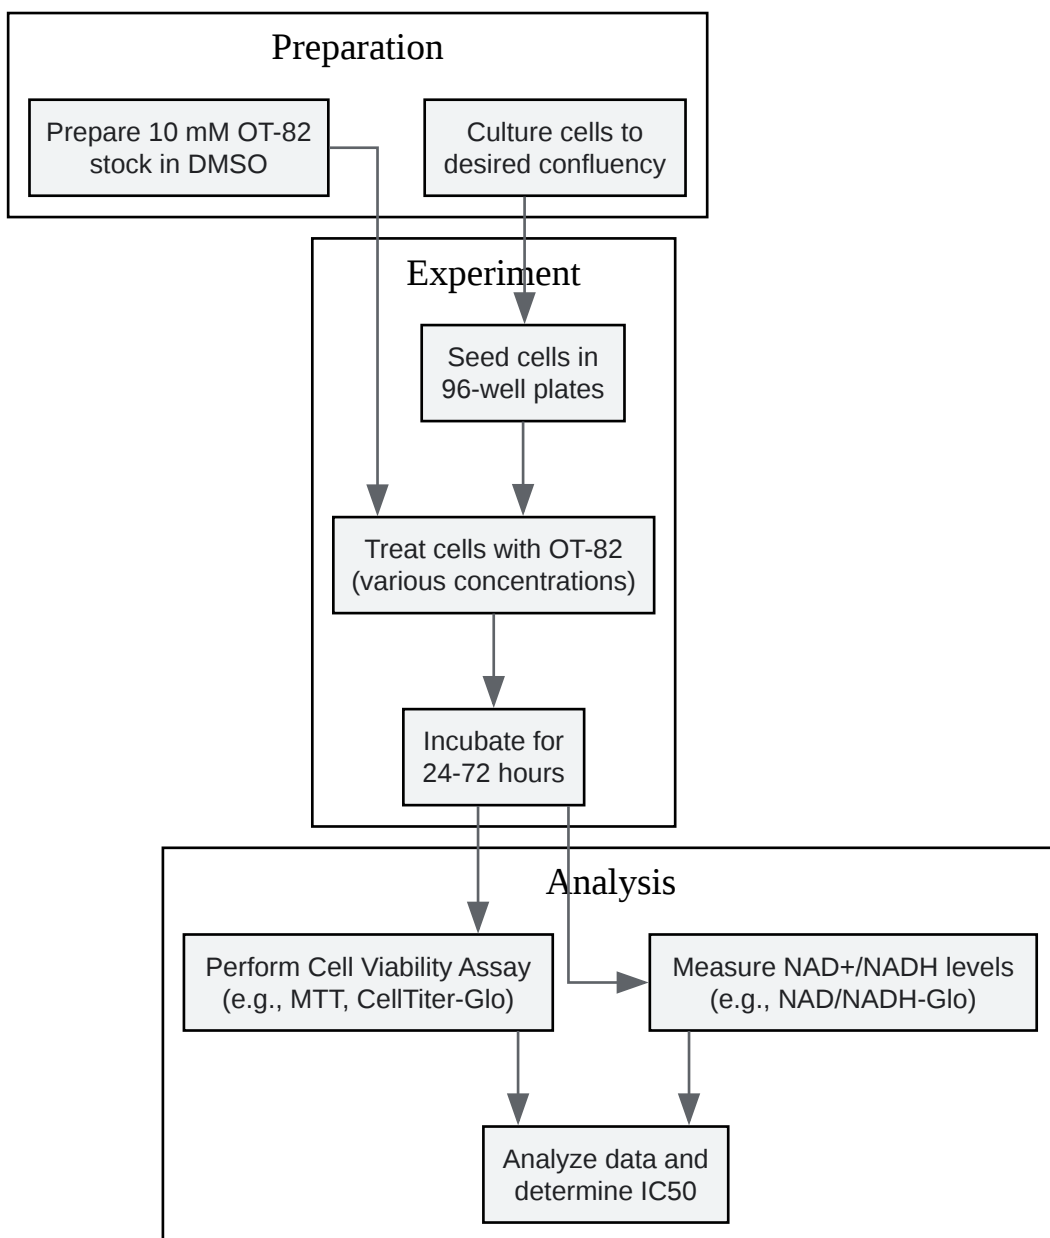 Preparation
Prepare 10 mM OT-82
stock in DMSO
Culture cells to
desired confluency
Experiment
Seed cells in
96-well plates
Treat cells with OT-82
(various concentrations)
Incubate for
24-72 hours
Analysis
Perform Cell Viability Assay
(e.g., MTT, CellTiter-Glo)
Measure NAD+/NADH levels
(e.g., NAD/NADH-Glo)
Analyze data and
determine IC50